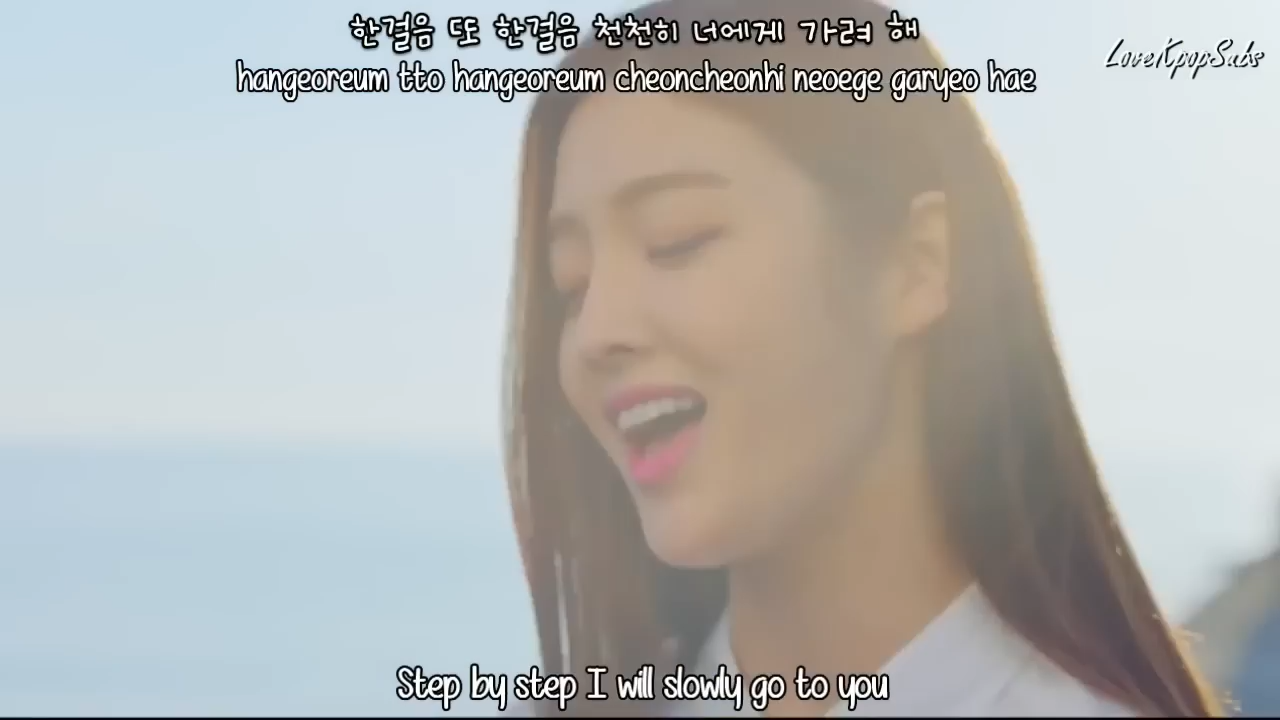 한걸음 또 한걸음 천천히 너에게 가려 해
LoveKpopSubs
hangeoreum tto hangeoreum cheoncheonhi neoege garyeo hae
Step by step I will slowly go to you